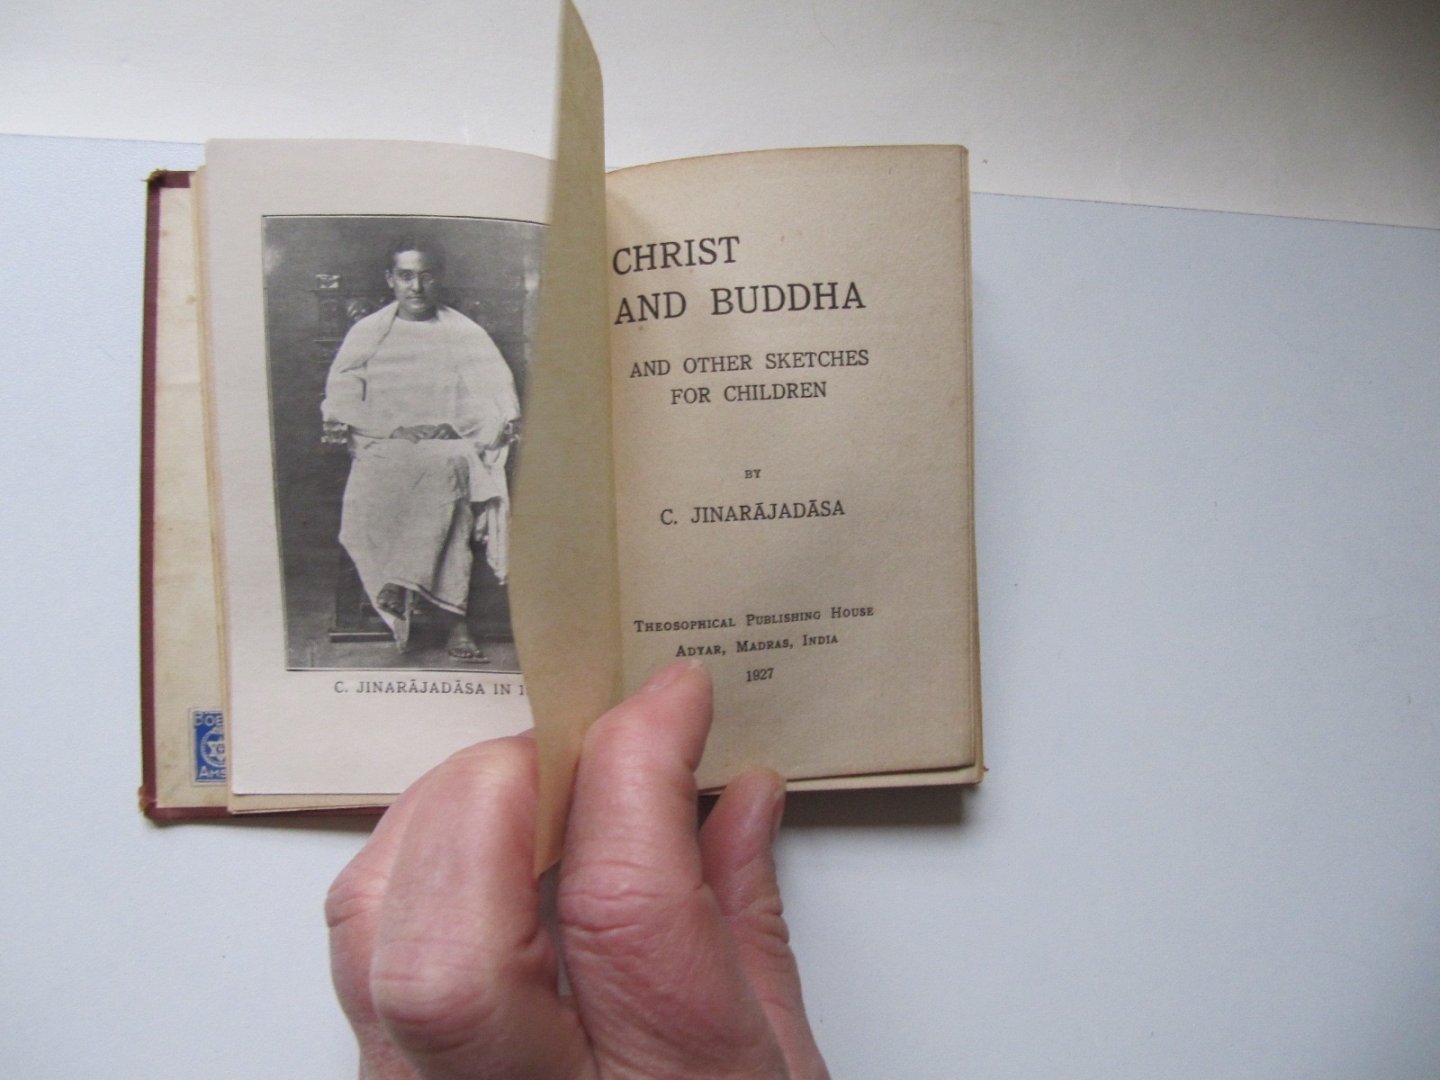 C. JINARĀJADĀSA IN
CHRIST
AND BUDDHA
AND OTHER SKETCHES
FOR CHILDREN
BY
C. JINARĀJADĀSA
THEOSOPHICAL PUBLISHING HOUSE
ADYAR, MADRAS, INDIA
1927